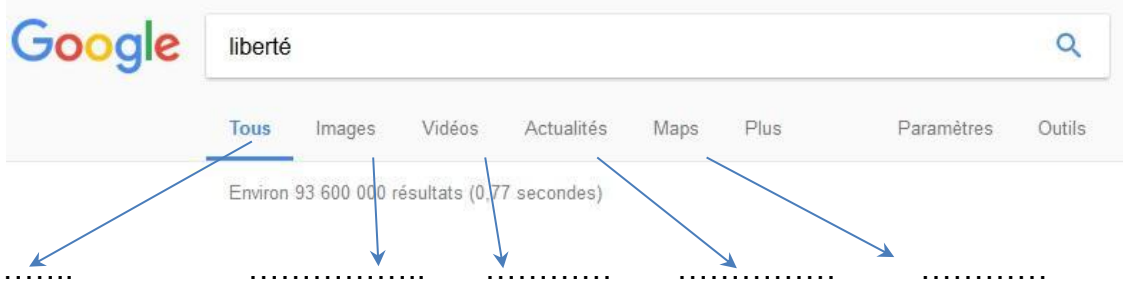 Google liberté
Tous Images Vidéos Actualités Maps Plus Paramètres Outils
Environ 93 600 000 résultats (0,77 secondes)
……. …………….. ………… …………… …………